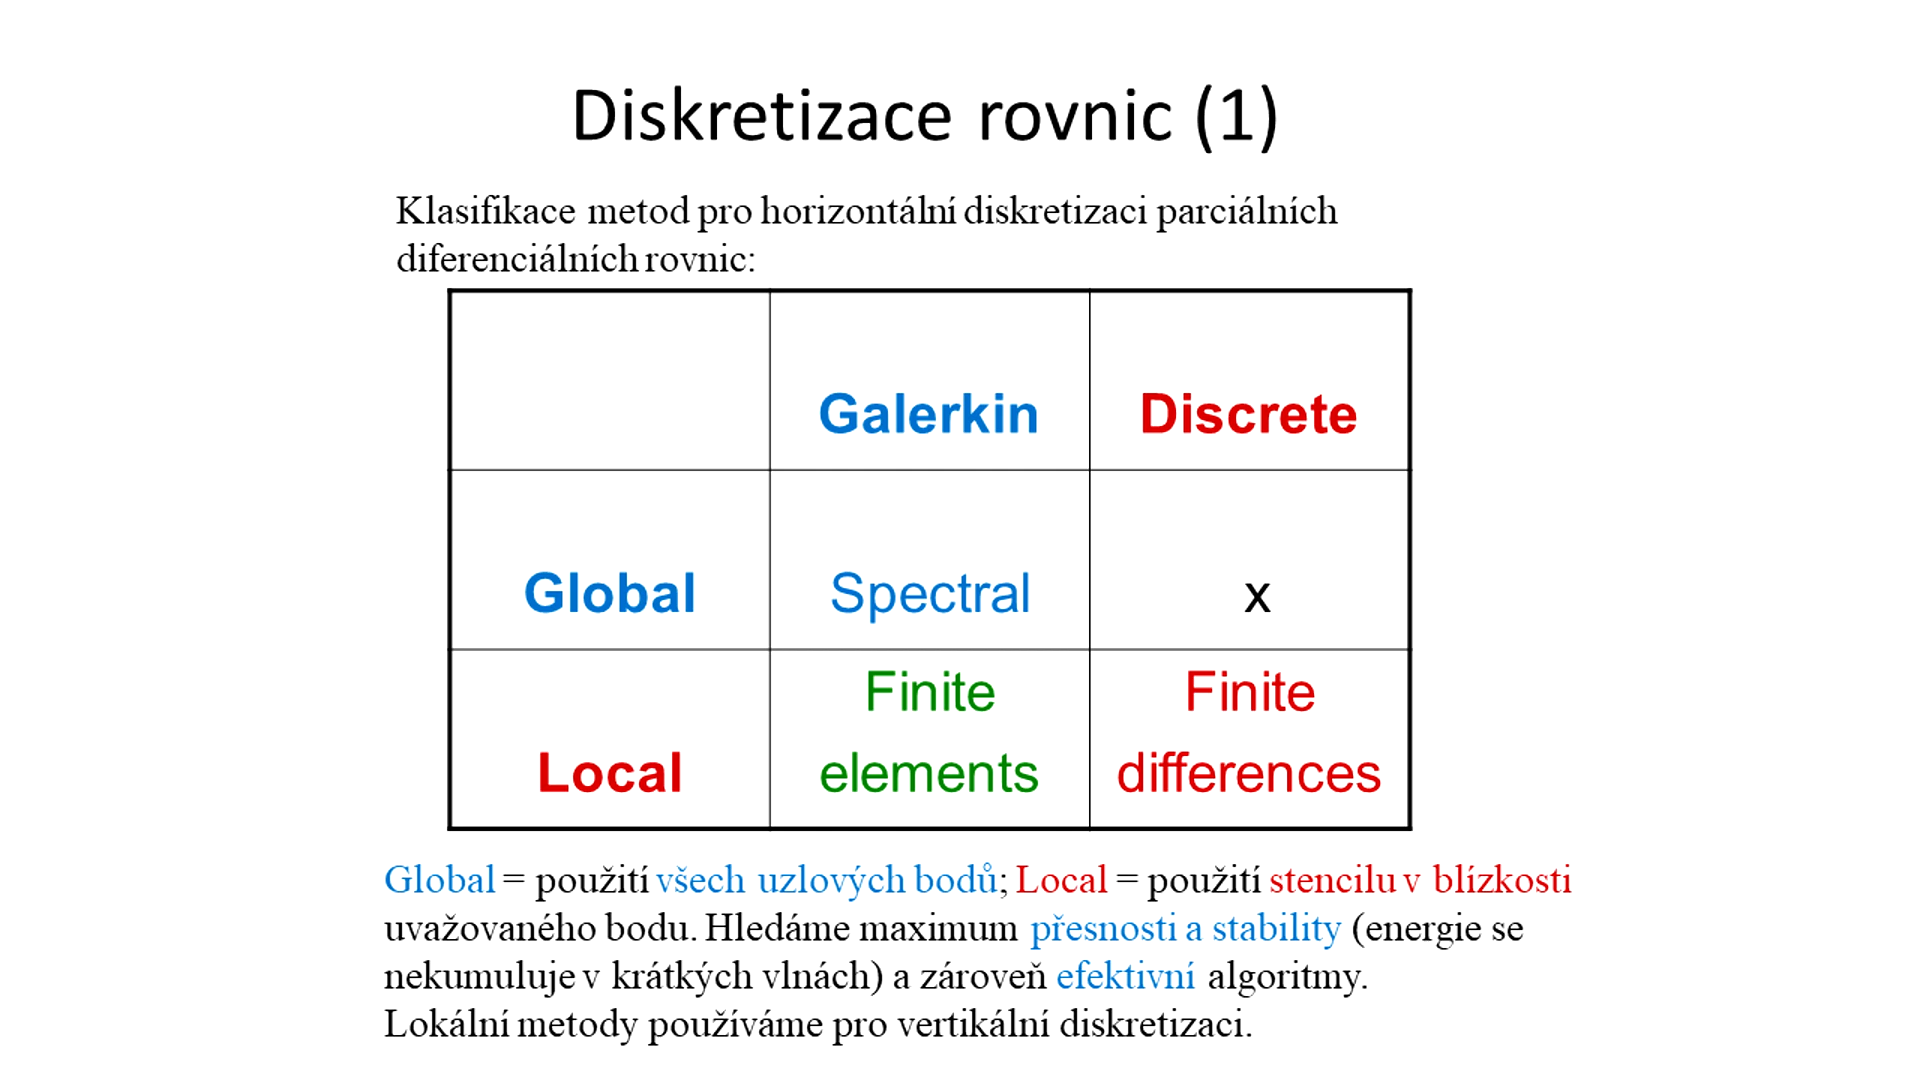 Diskretizace rovnic (1)
Klasifikace metod pro horizontální diskretizaci parciálních
diferenciálních rovnic:
Galerkin Discrete
Global Spectral x
Finite Finite
Local elements differences
Global = použití všech uzlových bodů; Local = použití stencilu v blízkosti
uvažovaného bodu. Hledáme maximum přesnosti a stability (energie se
nekumuluje v krátkých vlnách) a zároveň efektivní algoritmy.
Lokální metody používáme pro vertikální diskretizaci.